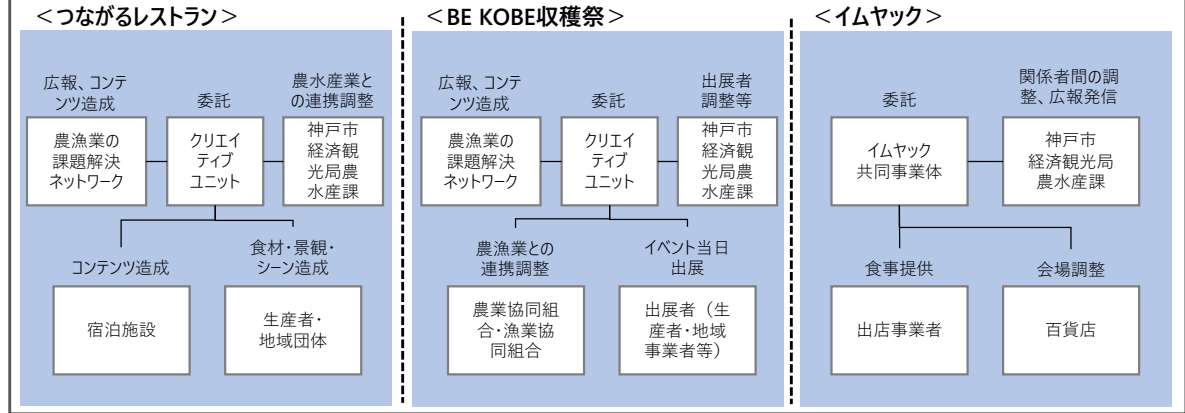 ＜つながるレストラン＞
広報、コンテ
ンツ造成
委託
農水産業と
の連携調整
農漁業の
課題解決
ネットワーク
クリエイ
ティブ
ユニット
神戸市
経済観
光局農
水産課
コンテンツ造成
食材・景観・
シーン造成
宿泊施設
生産者・
地域団体
＜BE KOBE収穫祭＞
広報、コンテ
ンツ造成
委託
出展者
調整等
農漁業の
課題解決
ネットワーク
クリエイ
ティブ
ユニット
神戸市
経済観
光局農
水産課
農漁業との
連携調整
イベント当日
出展
農業協同組
合・漁業協
同組合
出展者（生
産者・地域
事業者等）
＜イムヤック＞
委託
関係者間の調
整、広報発信
イムヤック
共同事業体
神戸市
経済観光局
農水産課
食事提供
会場調整
出店事業者
百貨店